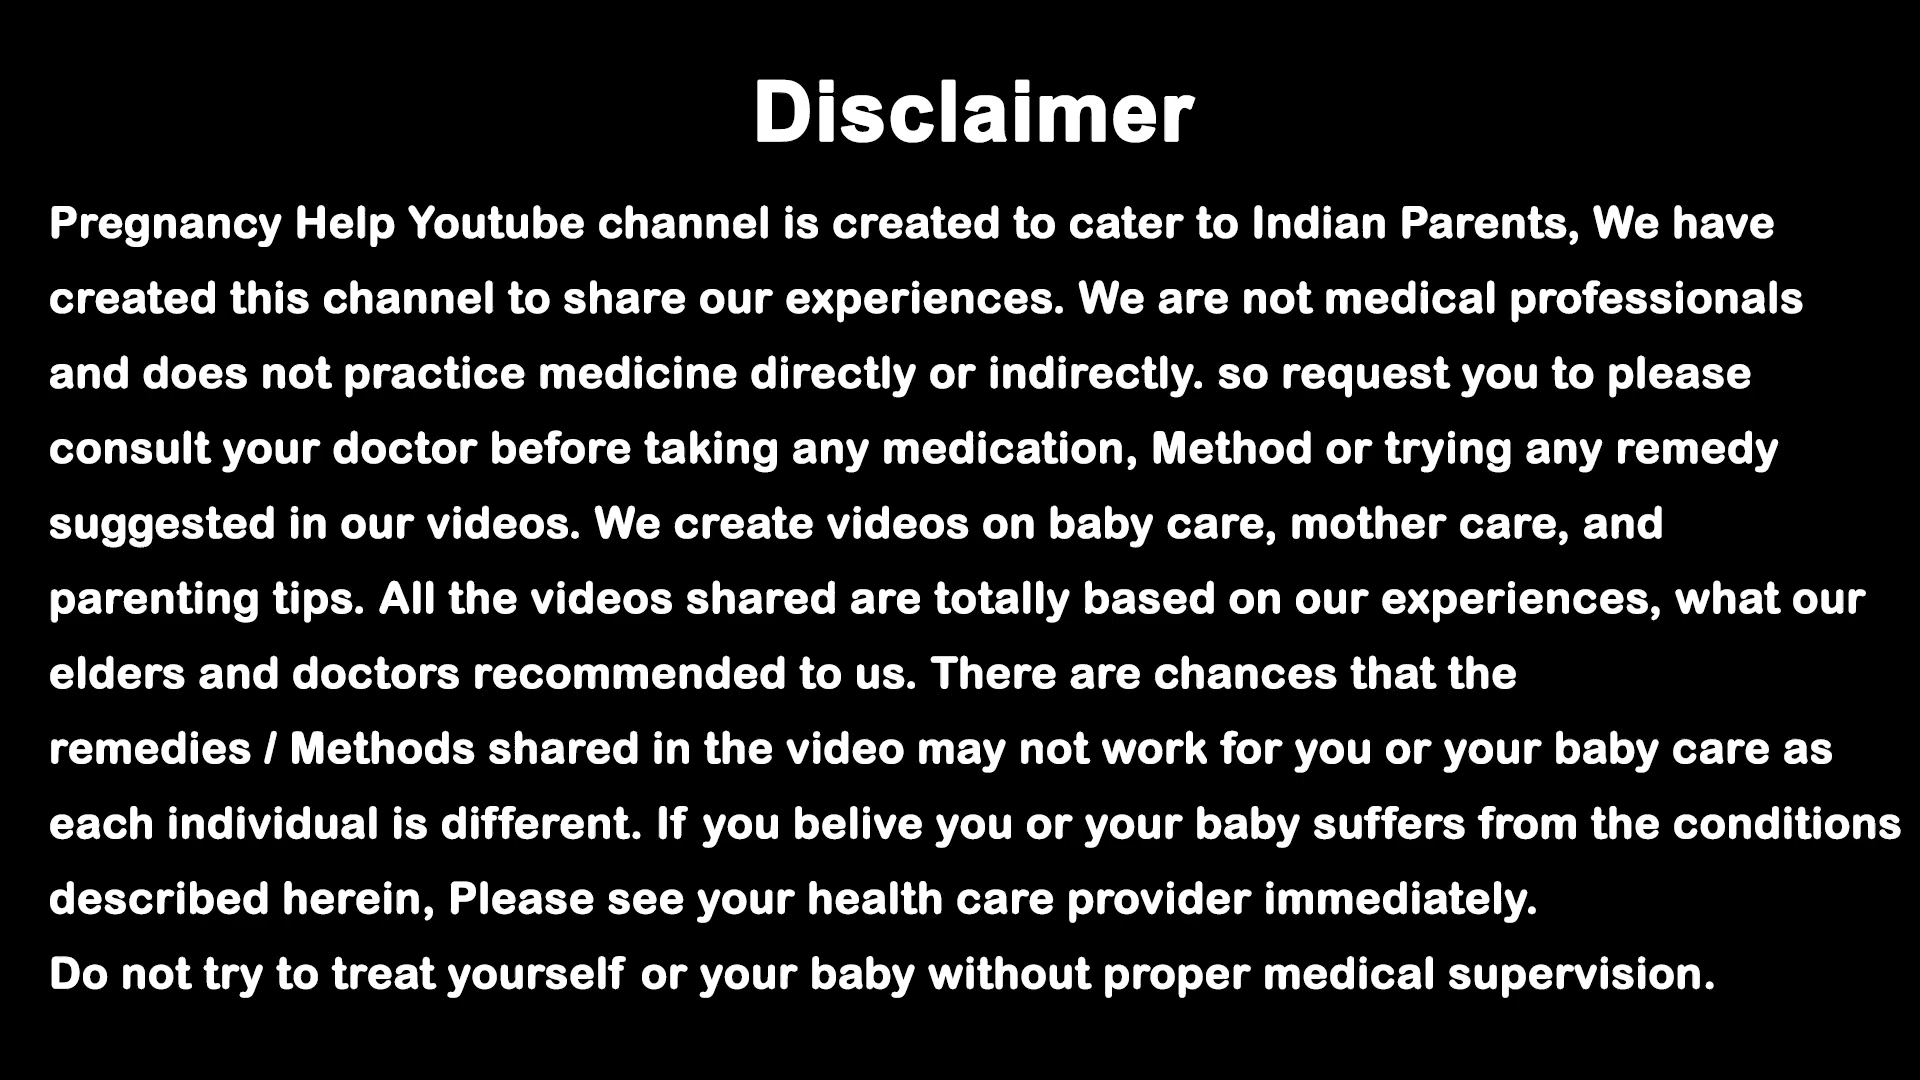 Disclaimer
Pregnancy Help Youtube channel is created to cater to Indian Parents, We have
created this channel to share our experiences. We are not medical professionals
and does not practice medicine directly or indirectly. so request you to please
consult your doctor before taking any medication, Method or trying any remedy
suggested in our videos. We create videos on baby care, mother care, and
parenting tips. All the videos shared are totally based on our experiences, what our
elders and doctors recommended to us. There are chances that the
remedies / Methods shared in the video may not work for you or your baby care as
each individual is different. If you belive you or your baby suffers from the conditions
described herein, Please see your health care provider immediately.
Do not try to treat yourself or your baby without proper medical supervision.